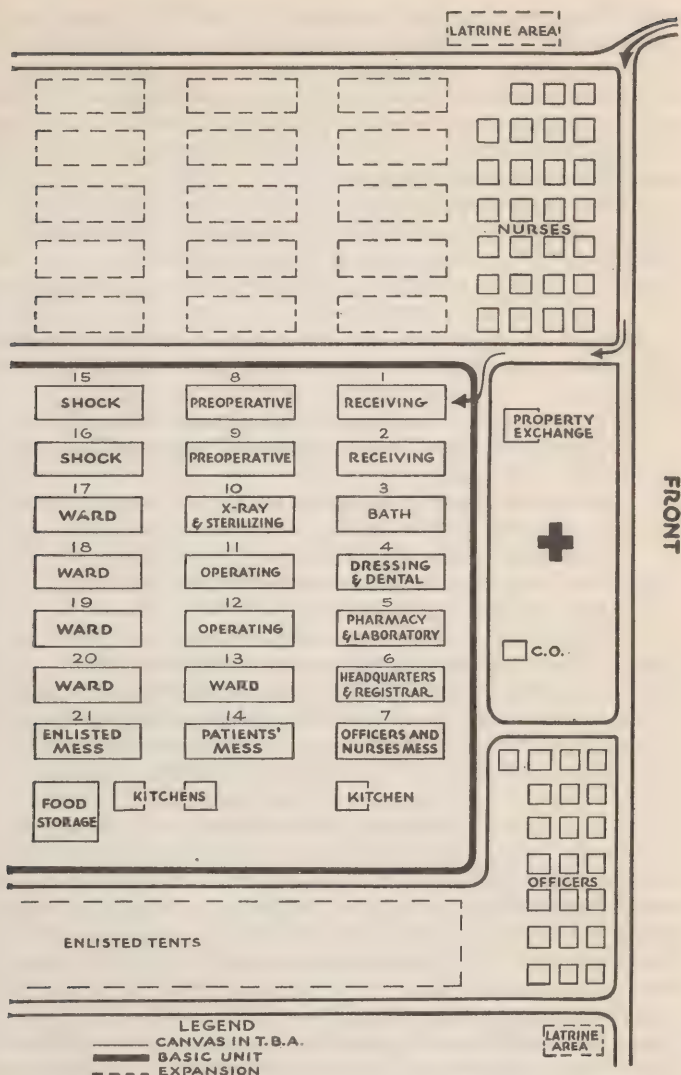 LATRINE AREA
NURSES
15
8
1
SHOCK
PREOPERATIVE
RECEIVING
PROPERTY
EXCHANGE
16
9
2
SHOCK
PREOPERATIVE
RECEIVING
17
10
3
WARD
X-RAY
& STERILIZING
BATH
FRONT
18
11
4
WARD
OPERATING
DRESSING
& DENTAL
19
12
5
WARD
OPERATING
PHARMACY
& LABORATORY
C.O.
20
13
6
WARD
WARD
HEADQUARTERS
& REGISTRAR
21
14
7
ENLISTED
MESS
PATIENTS'
MESS
OFFICERS AND
NURSES MESS
FOOD
STORAGE
KITCHENS
KITCHEN
OFFICERS
ENLISTED TENTS
LEGEND
CANVAS IN T.B.A.
BASIC UNIT
EXPANSION
LATRINE
AREA